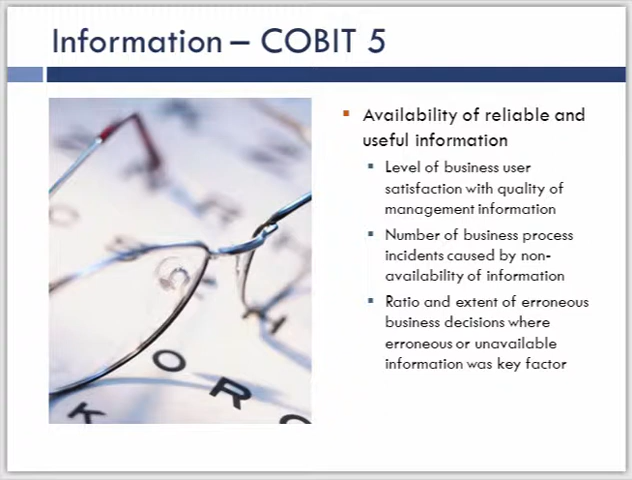 Information – COBIT 5
Availability of reliable and
useful information
Level of business user
satisfaction with quality of
management information
Number of business process
incidents caused by non-
availability of information
Ratio and extent of erroneous
business decisions where
erroneous or unavailable
information was key factor
K
O
R
H